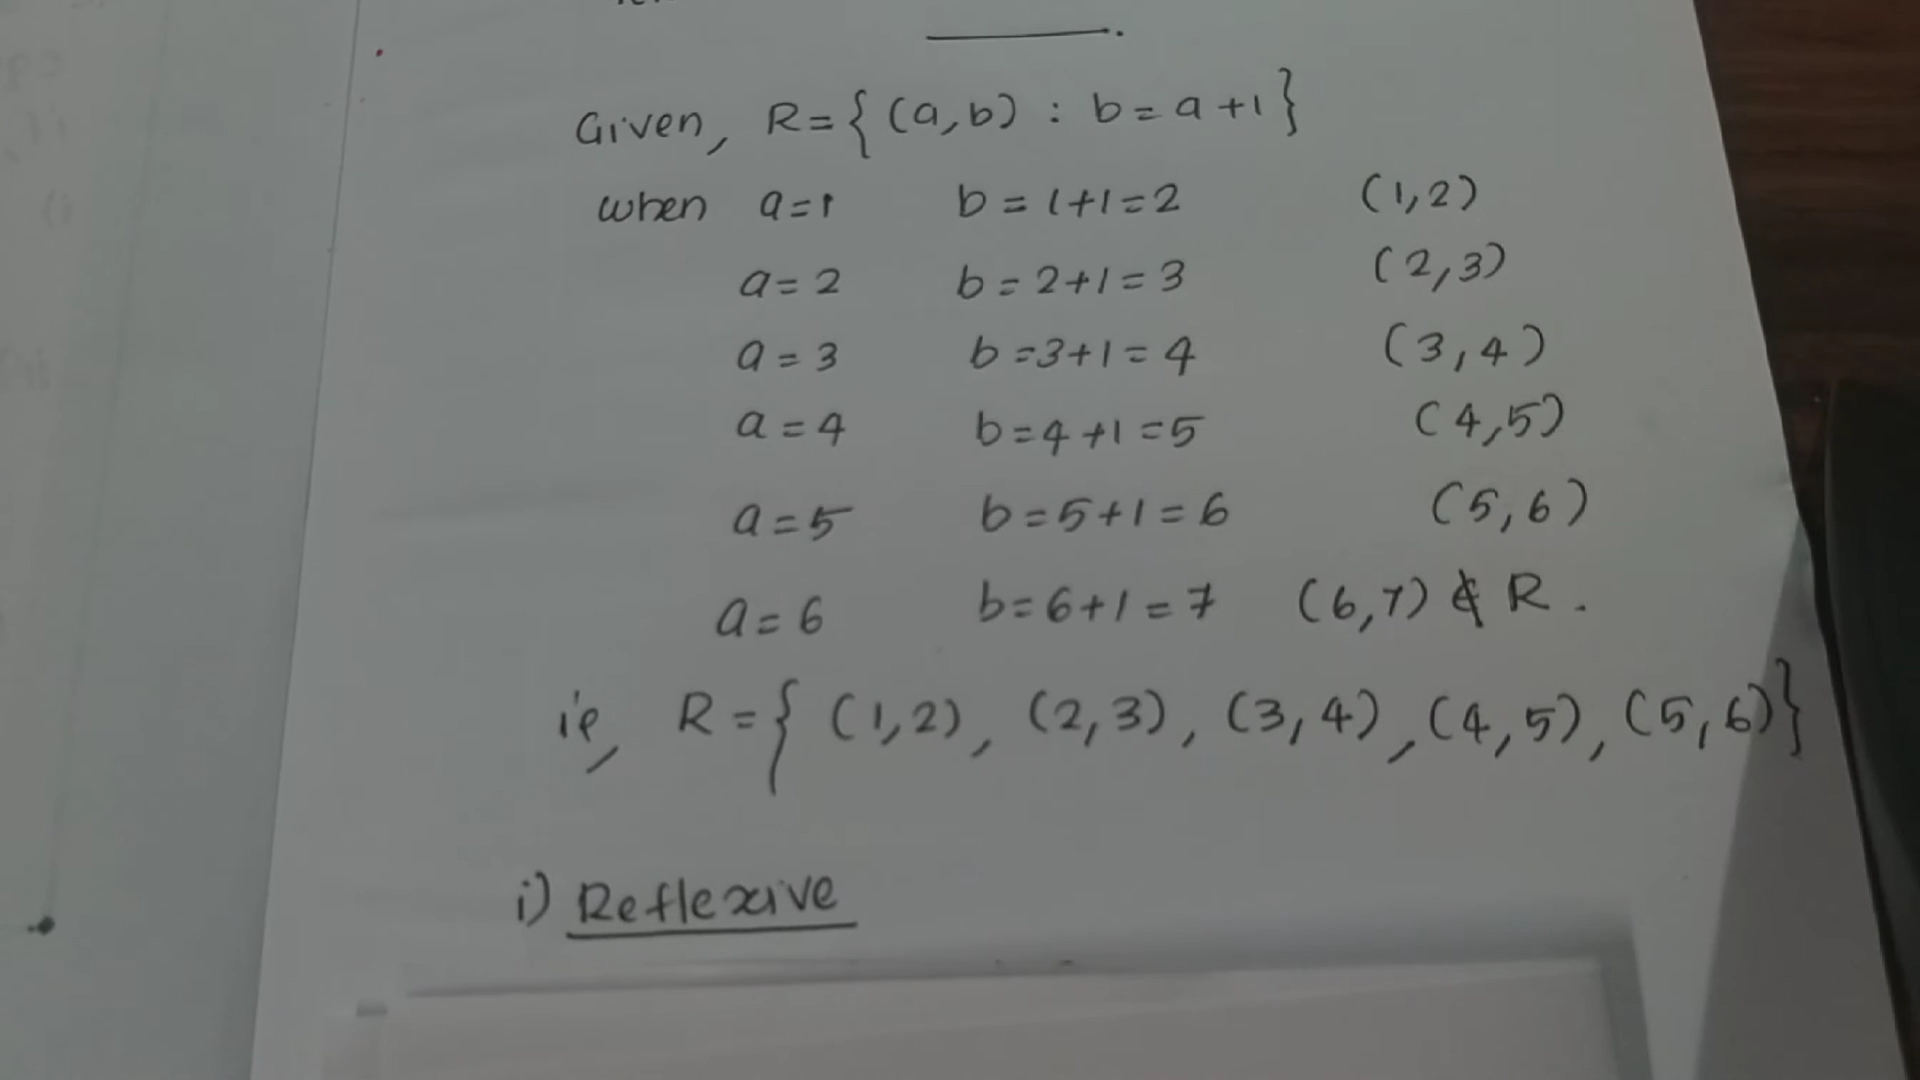 Given, R = { (a,b) : b = a +1 }
when a=1 b = 1+1=2 (1,2)
a=2 b=2+1=3 (2,3)
a=3 b=3+1=4 (3,4)
a=4 b=4+1=5 (4,5)
a=5 b=5+1=6 (5,6)
a=6 b=6+1=7 (6,7) ∉ R.
ie, R = { (1,2), (2,3), (3,4), (4,5), (5,6) }
i) Reflexive